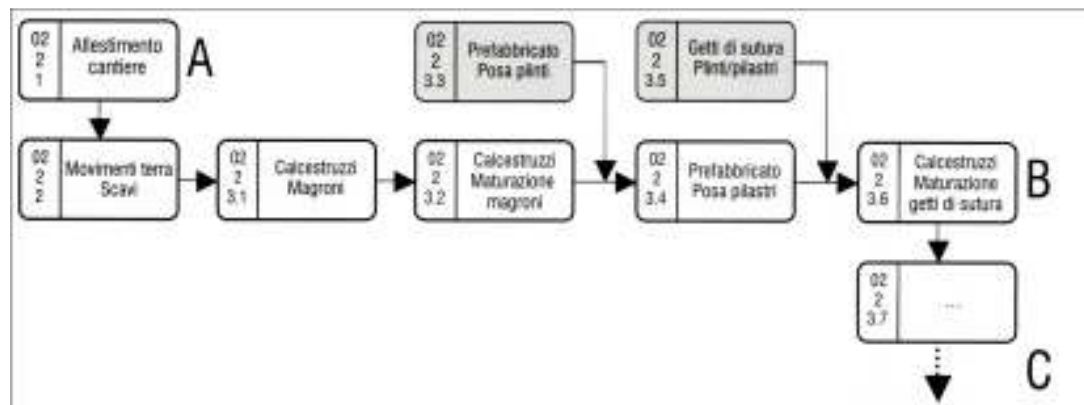 02
2
1
Allestimento
cantiere
A
02
2
3.3
Prefabbricato
Posa plinti
02
2
3.5
Getti di sutura
Plinti/pilastri
02
2
2
Movimenti terra
Scavi
02
2
3.1
Calcestruzzi
Magroni
02
2
3.2
Calcestruzzi
Maturazione
magroni
02
2
3.4
Prefabbricato
Posa pilastri
02
2
3.6
Calcestruzzi
Maturazione
getti di sutura
B
02
2
3.7
...
C